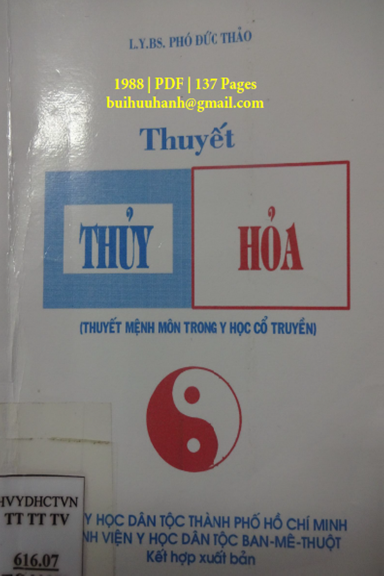 L.Y.BS. PHÓ ĐỨC THẢO
1988 | PDF | 137 Pages
buihuuhanh@gmail.com
Thuyết
THỦY
HỎA
(THUYẾT MỆNH MÔN TRONG Y HỌC CỔ TRUYỀN)
Y HỌC DÂN TỘC THÀNH PHỐ HỒ CHÍ MINH
NH VIỆN Y HỌC DÂN TỘC BAN-MÊ-THUỘT
Kết hợp xuất bản
HVYDHCTVN
TT TT TV
616.07